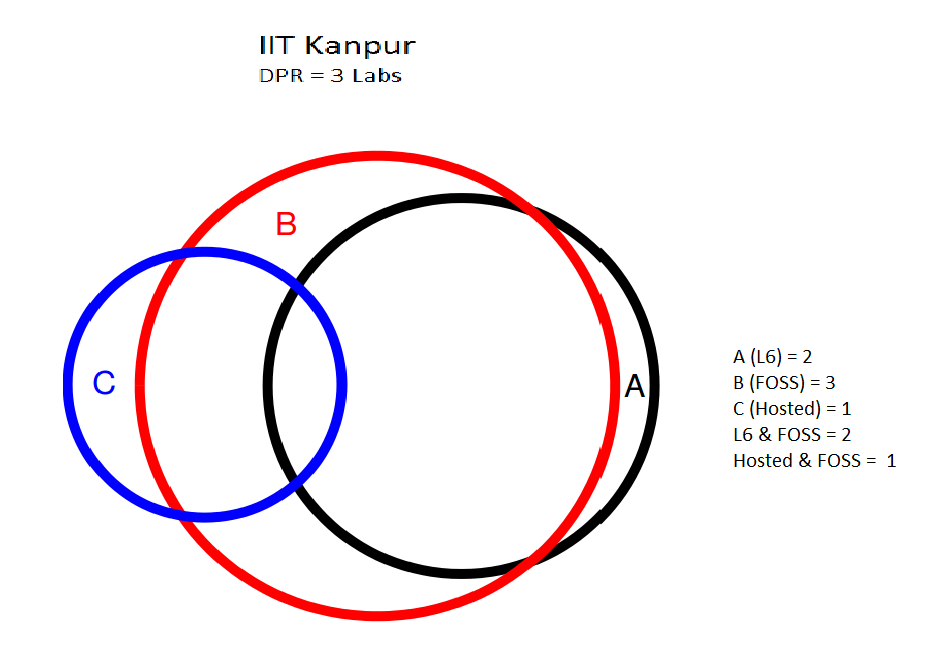 IIT Kanpur
DPR = 3 Labs
B
C
A
A (L6) = 2
B (FOSS) = 3
C (Hosted) = 1
L6 & FOSS = 2
Hosted & FOSS =  1